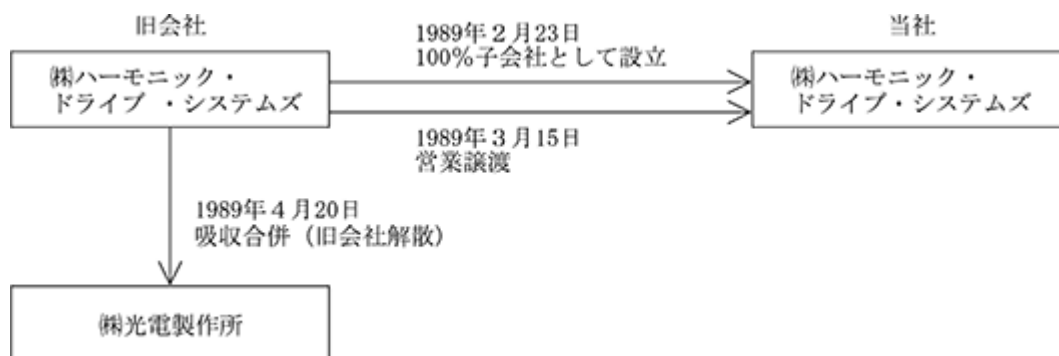 旧会社
当社
㈱ハーモニック・
ドライブ ・システムズ
1989年2月23日
100%子会社として設立
㈱ハーモニック・
ドライブ・システムズ
1989年3月15日
営業譲渡
1989年4月20日
吸収合併（旧会社解散）
㈱光電製作所